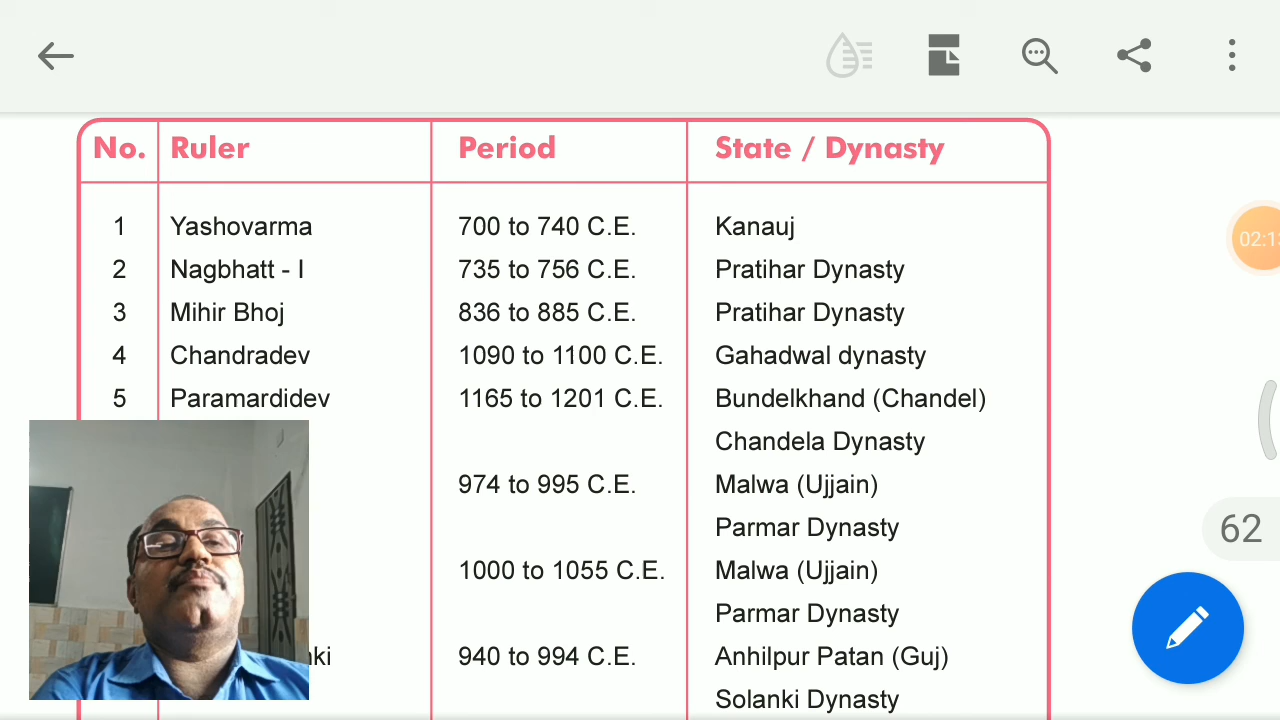 No. Ruler Period State / Dynasty
1 Yashovarma 700 to 740 C.E. Kanauj
2 Nagbhatt - I 735 to 756 C.E. Pratihar Dynasty
3 Mihir Bhoj 836 to 885 C.E. Pratihar Dynasty
4 Chandradev 1090 to 1100 C.E. Gahadwal dynasty
5 Paramardidev 1165 to 1201 C.E. Bundelkhand (Chandel)
Chandela Dynasty
974 to 995 C.E. Malwa (Ujjain)
Parmar Dynasty
1000 to 1055 C.E. Malwa (Ujjain)
Parmar Dynasty
940 to 994 C.E. Anhilpur Patan (Guj)
Solanki Dynasty
62